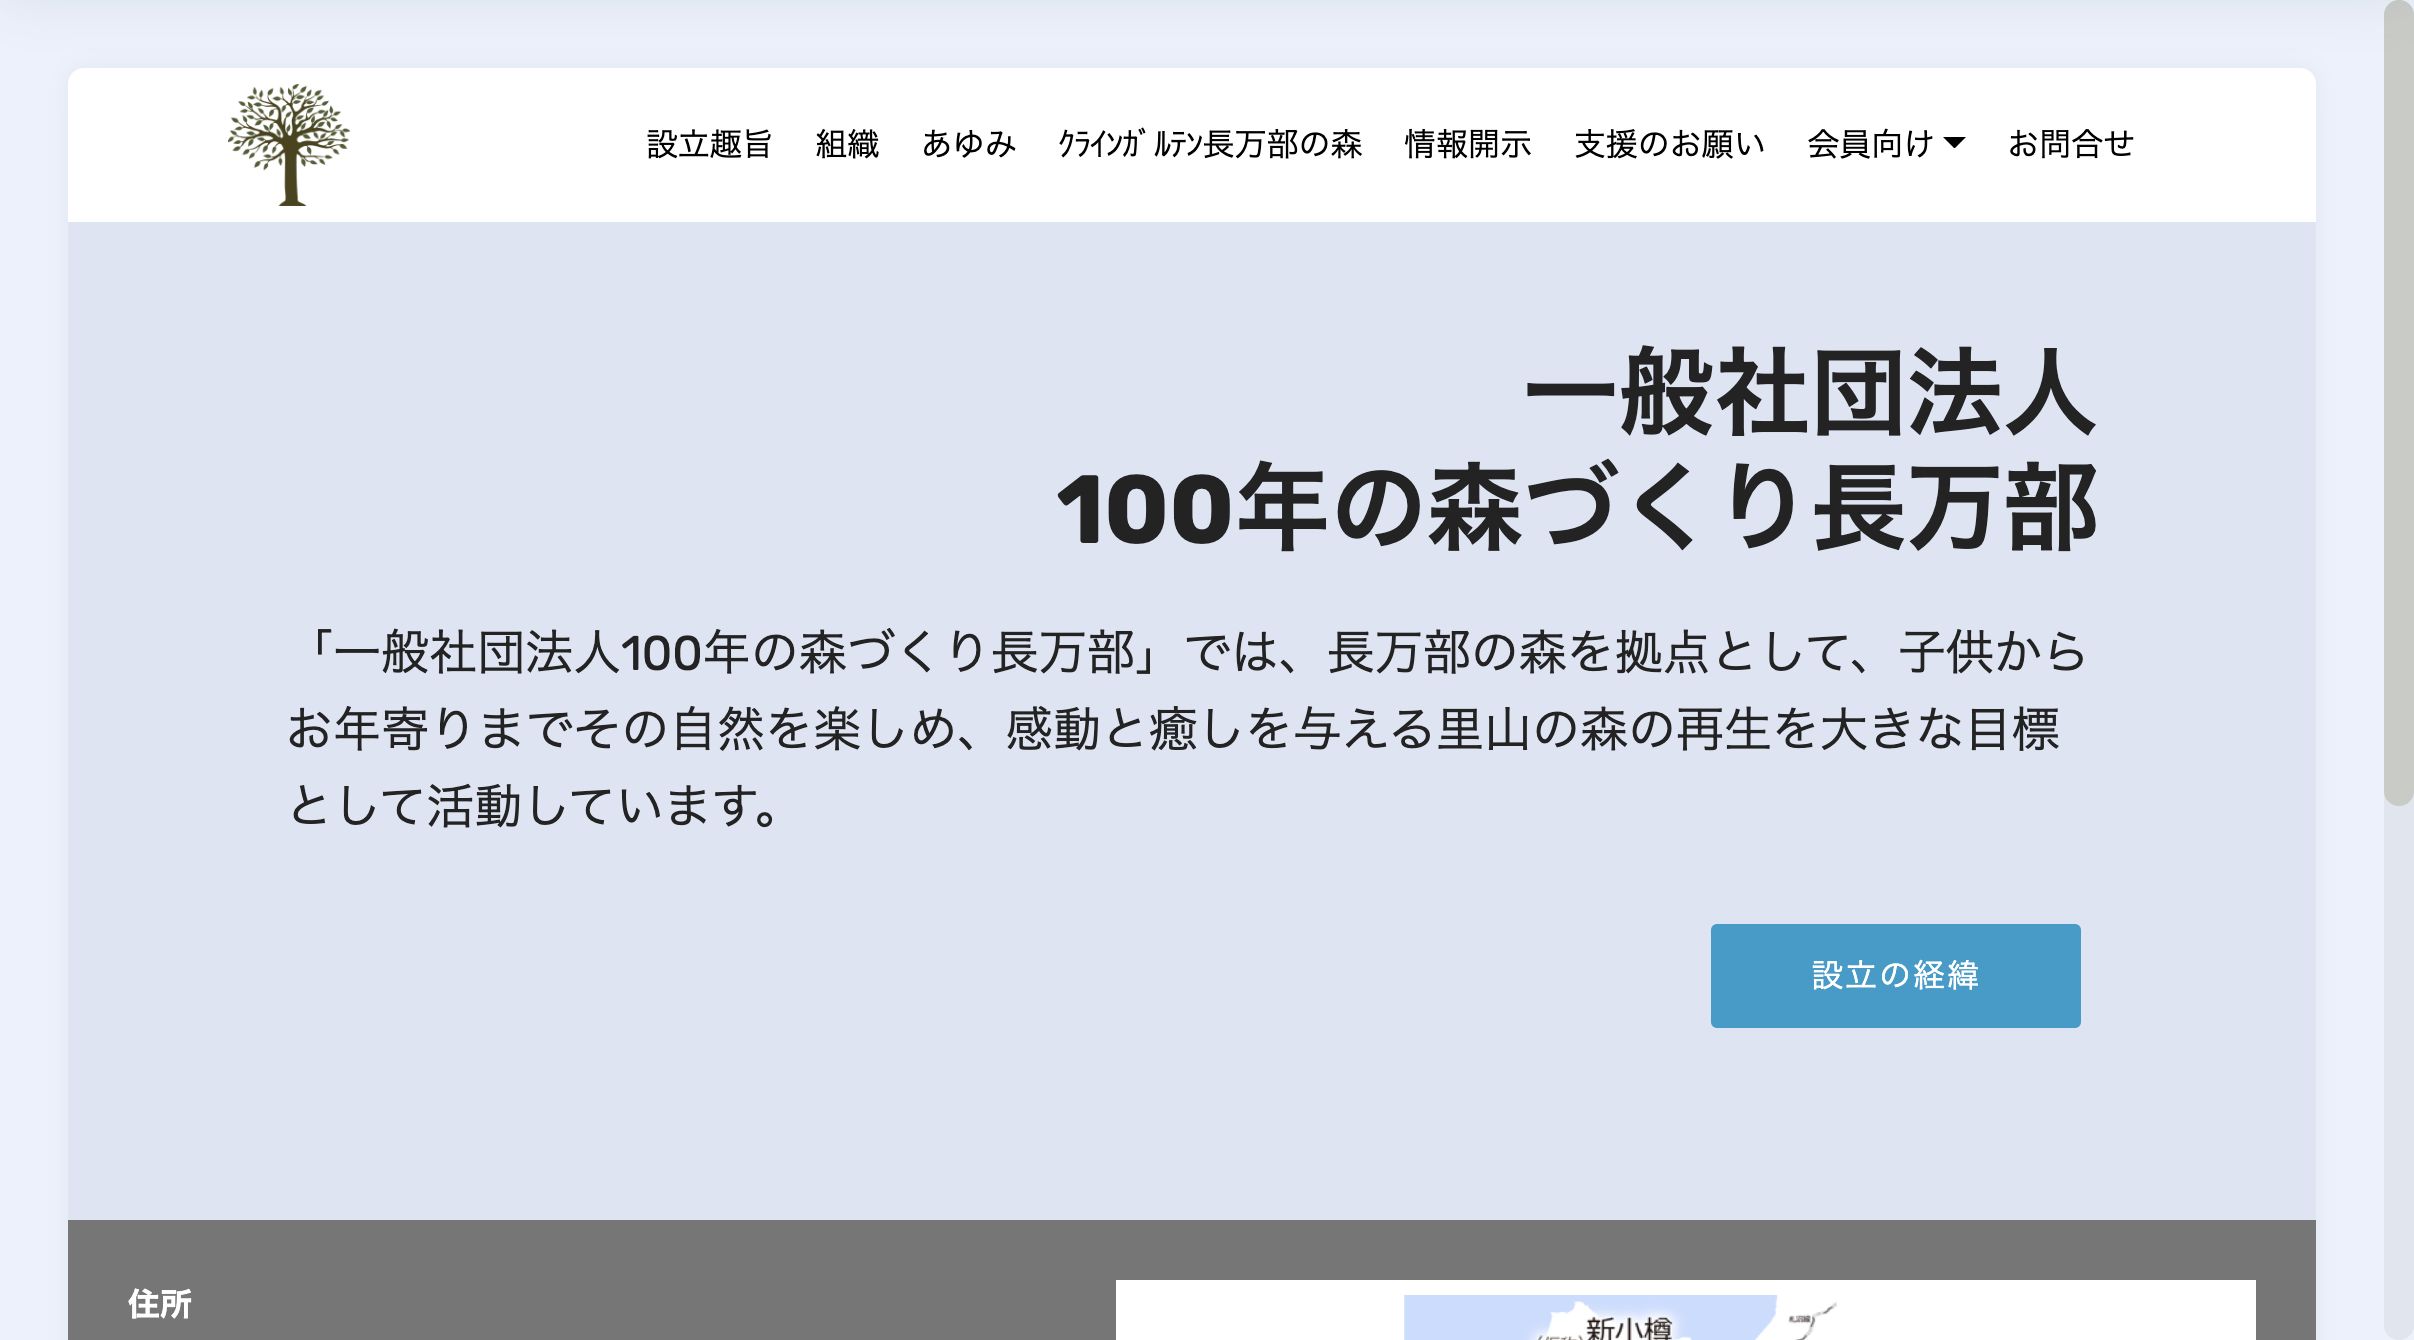 設立趣旨 組織 あゆみ ｸﾗｲﾝｶﾞﾙﾃﾝ長万部の森 情報開示 支援のお願い 会員向け お問合せ
一般社団法人
100年の森づくり長万部
「一般社団法人100年の森づくり長万部」では、長万部の森を拠点として、子供から
お年寄りまでその自然を楽しめ、感動と癒しを与える里山の森の再生を大きな目標
として活動しています。
設立の経緯
住所
新小樽